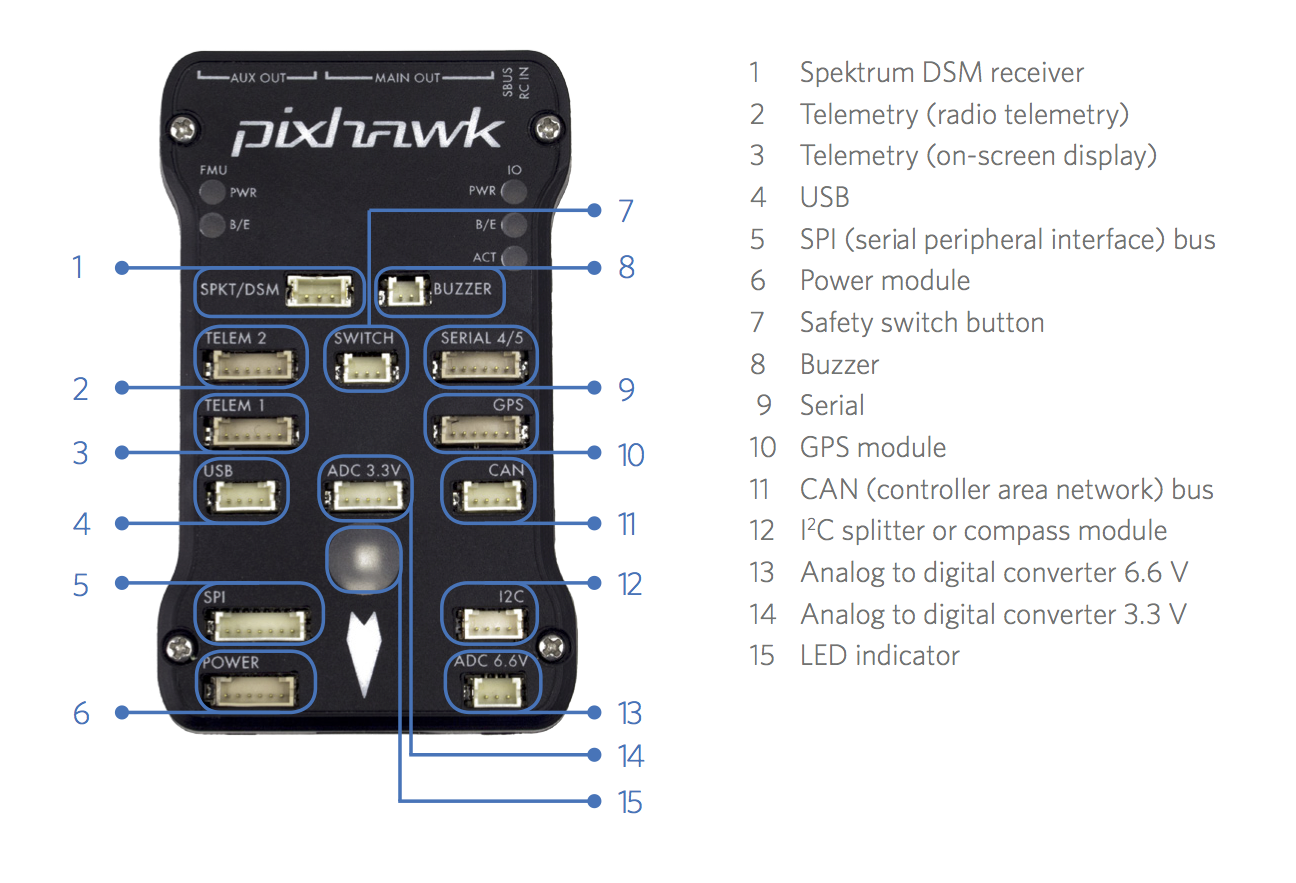 AUX OUT
MAIN OUT
SBUS
RC IN
pixhawk
FMU
IO
PWR
PWR
B/E
B/E
ACT
7
1
8
SPKT/DSM
BUZZER
TELEM 2
SWITCH
SERIAL 4/5
2
9
TELEM 1
GPS
3
10
USB
ADC 3.3V
CAN
4
11
5
12
SPI
I2C
POWER
ADC 6.6V
6
13
14
15
1 Spektrum DSM receiver
2 Telemetry (radio telemetry)
3 Telemetry (on-screen display)
4 USB
5 SPI (serial peripheral interface) bus
6 Power module
7 Safety switch button
8 Buzzer
9 Serial
10 GPS module
11 CAN (controller area network) bus
12 I²C splitter or compass module
13 Analog to digital converter 6.6 V
14 Analog to digital converter 3.3 V
15 LED indicator